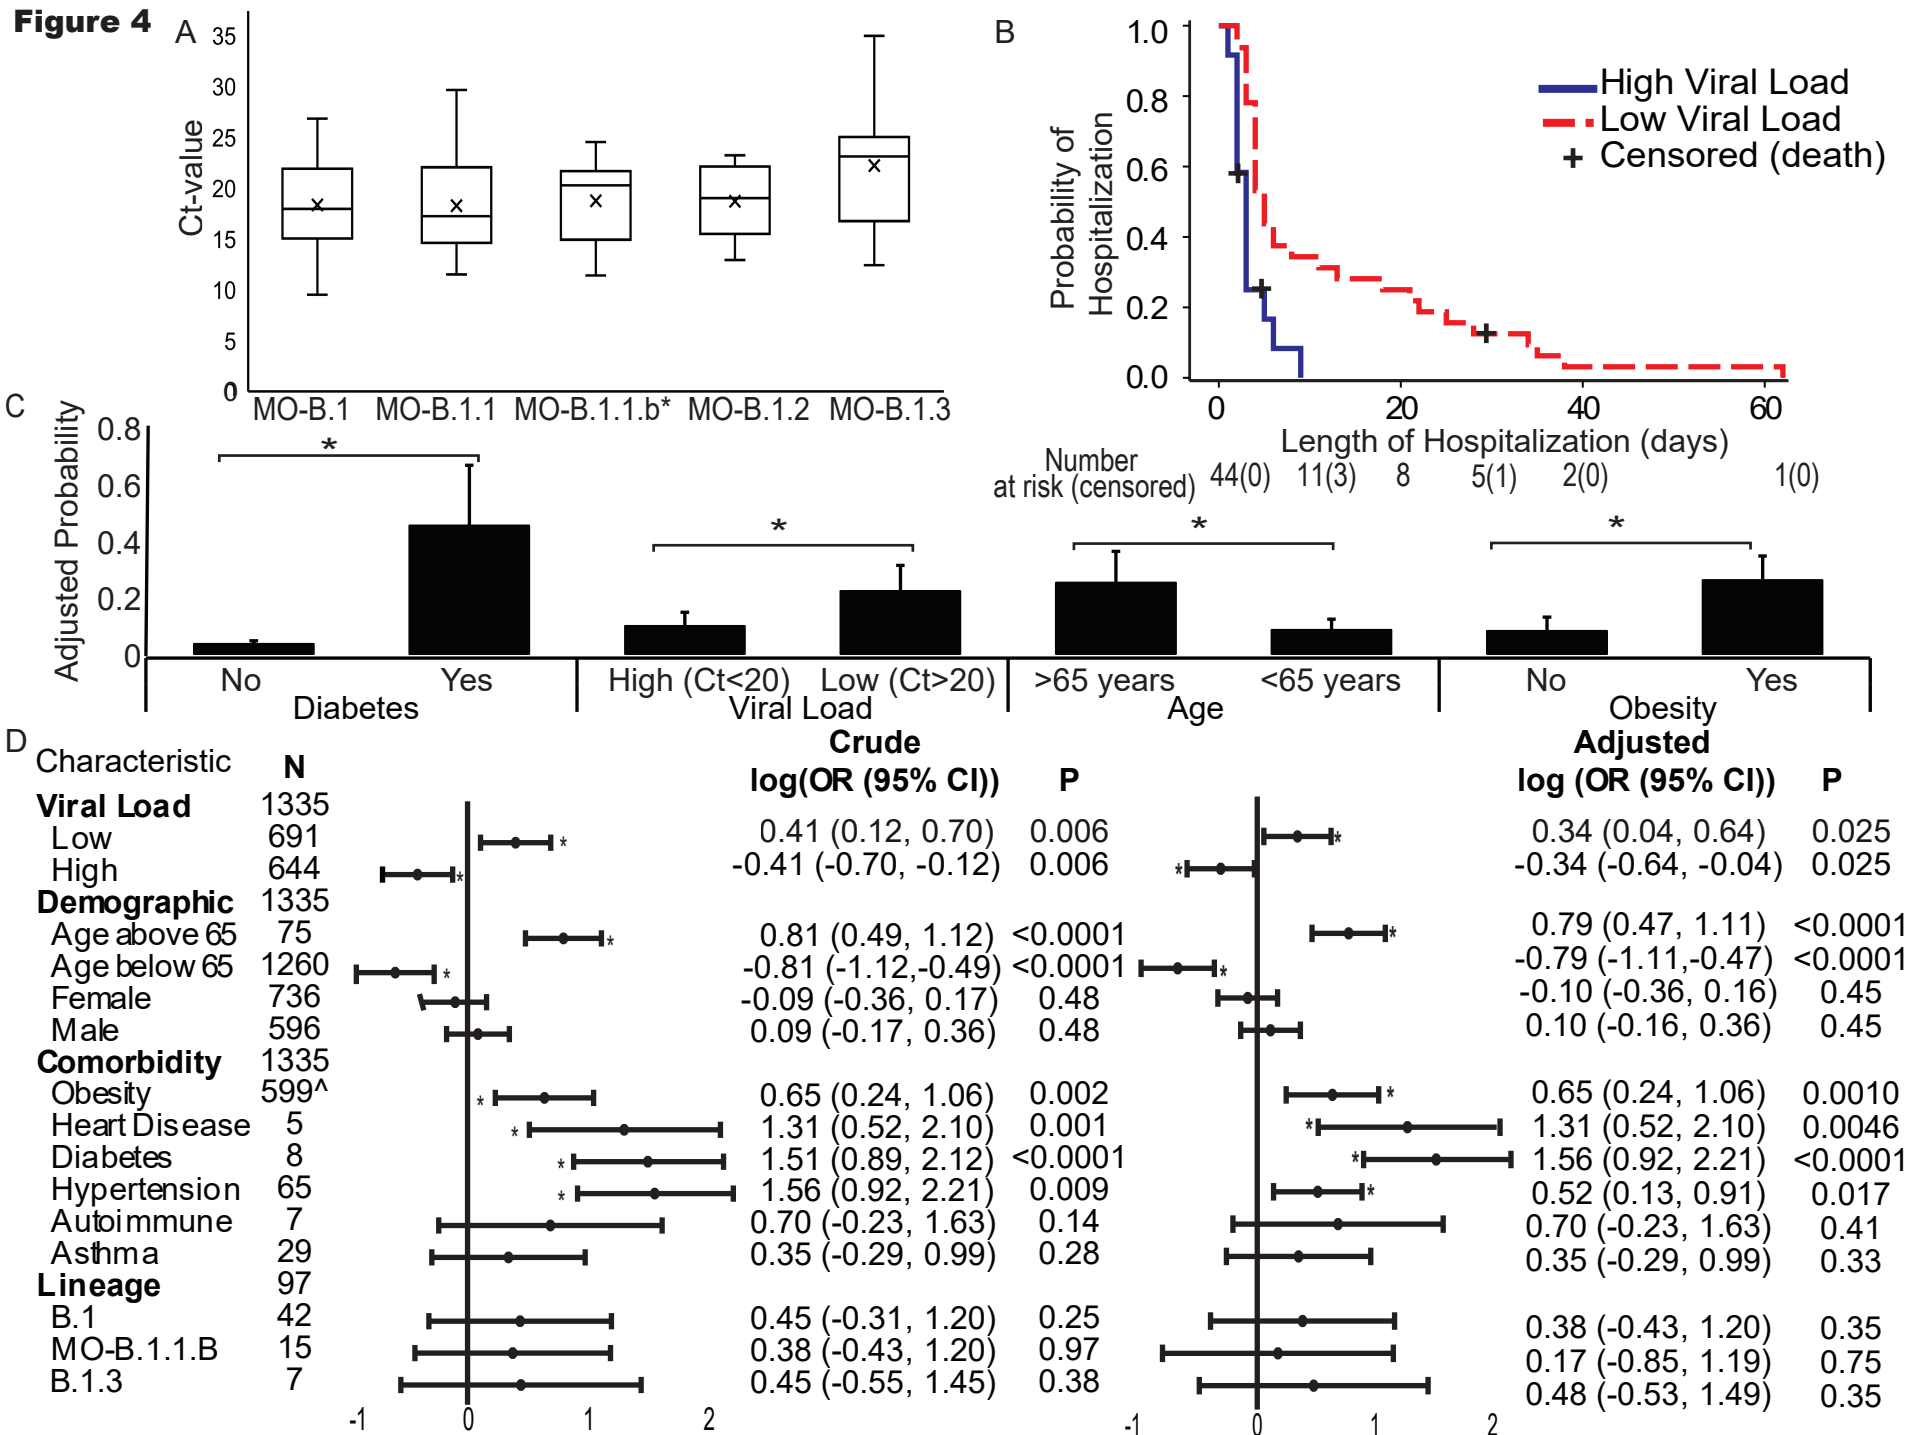 Figure 4
A
Ct-value
35
30
25
20
15
10
5
0
MO-B.1 MO-B.1.1 MO-B.1.1.b* MO-B.1.2 MO-B.1.3
B
Probability of
Hospitalization
1.0
0.8
0.6
0.4
0.2
0.0
High Viral Load
Low Viral Load
+ Censored (death)
0 20 40 60
Length of Hospitalization (days)
Number
at risk (censored) 44(0) 11(3) 8 5(1) 2(0) 1(0)
C
Adjusted Probability
0.8
0.6
0.4
0.2
0
* * * *
No Yes High (Ct<20) Low (Ct>20) >65 years <65 years No Yes
Diabetes Viral Load Age Obesity
D
Crude Adjusted
Characteristic N log(OR (95% CI)) P log (OR (95% CI)) P
Viral Load 1335
Low 691 * 0.41 (0.12, 0.70) 0.006 * 0.34 (0.04, 0.64) 0.025
High 644 * -0.41 (-0.70, -0.12) 0.006 * -0.34 (-0.64, -0.04) 0.025
Demographic 1335
Age above 65 75 * 0.81 (0.49, 1.12) <0.0001 * 0.79 (0.47, 1.11) <0.0001
Age below 65 1260 * -0.81 (-1.12,-0.49) <0.0001 * -0.79 (-1.11,-0.47) <0.0001
Female 736 -0.09 (-0.36, 0.17) 0.48 -0.10 (-0.36, 0.16) 0.45
Male 596 0.09 (-0.17, 0.36) 0.48 0.10 (-0.16, 0.36) 0.45
Comorbidity 1335
Obesity 599^ * 0.65 (0.24, 1.06) 0.002 * 0.65 (0.24, 1.06) 0.0010
Heart Disease 5 * 1.31 (0.52, 2.10) 0.001 * 1.31 (0.52, 2.10) 0.0046
Diabetes 8 * 1.51 (0.89, 2.12) <0.0001 * 1.56 (0.92, 2.21) <0.0001
Hypertension 65 * 1.56 (0.92, 2.21) 0.009 * 0.52 (0.13, 0.91) 0.017
Autoimmune 7 0.70 (-0.23, 1.63) 0.14 0.70 (-0.23, 1.63) 0.41
Asthma 29 0.35 (-0.29, 0.99) 0.28 0.35 (-0.29, 0.99) 0.33
Lineage 97
B.1 42 0.45 (-0.31, 1.20) 0.25 0.38 (-0.43, 1.20) 0.35
MO-B.1.1.B 15 0.38 (-0.43, 1.20) 0.97 0.17 (-0.85, 1.19) 0.75
B.1.3 7 0.45 (-0.55, 1.45) 0.38 0.48 (-0.53, 1.49) 0.35
-1 0 1 2 -1 0 1 2